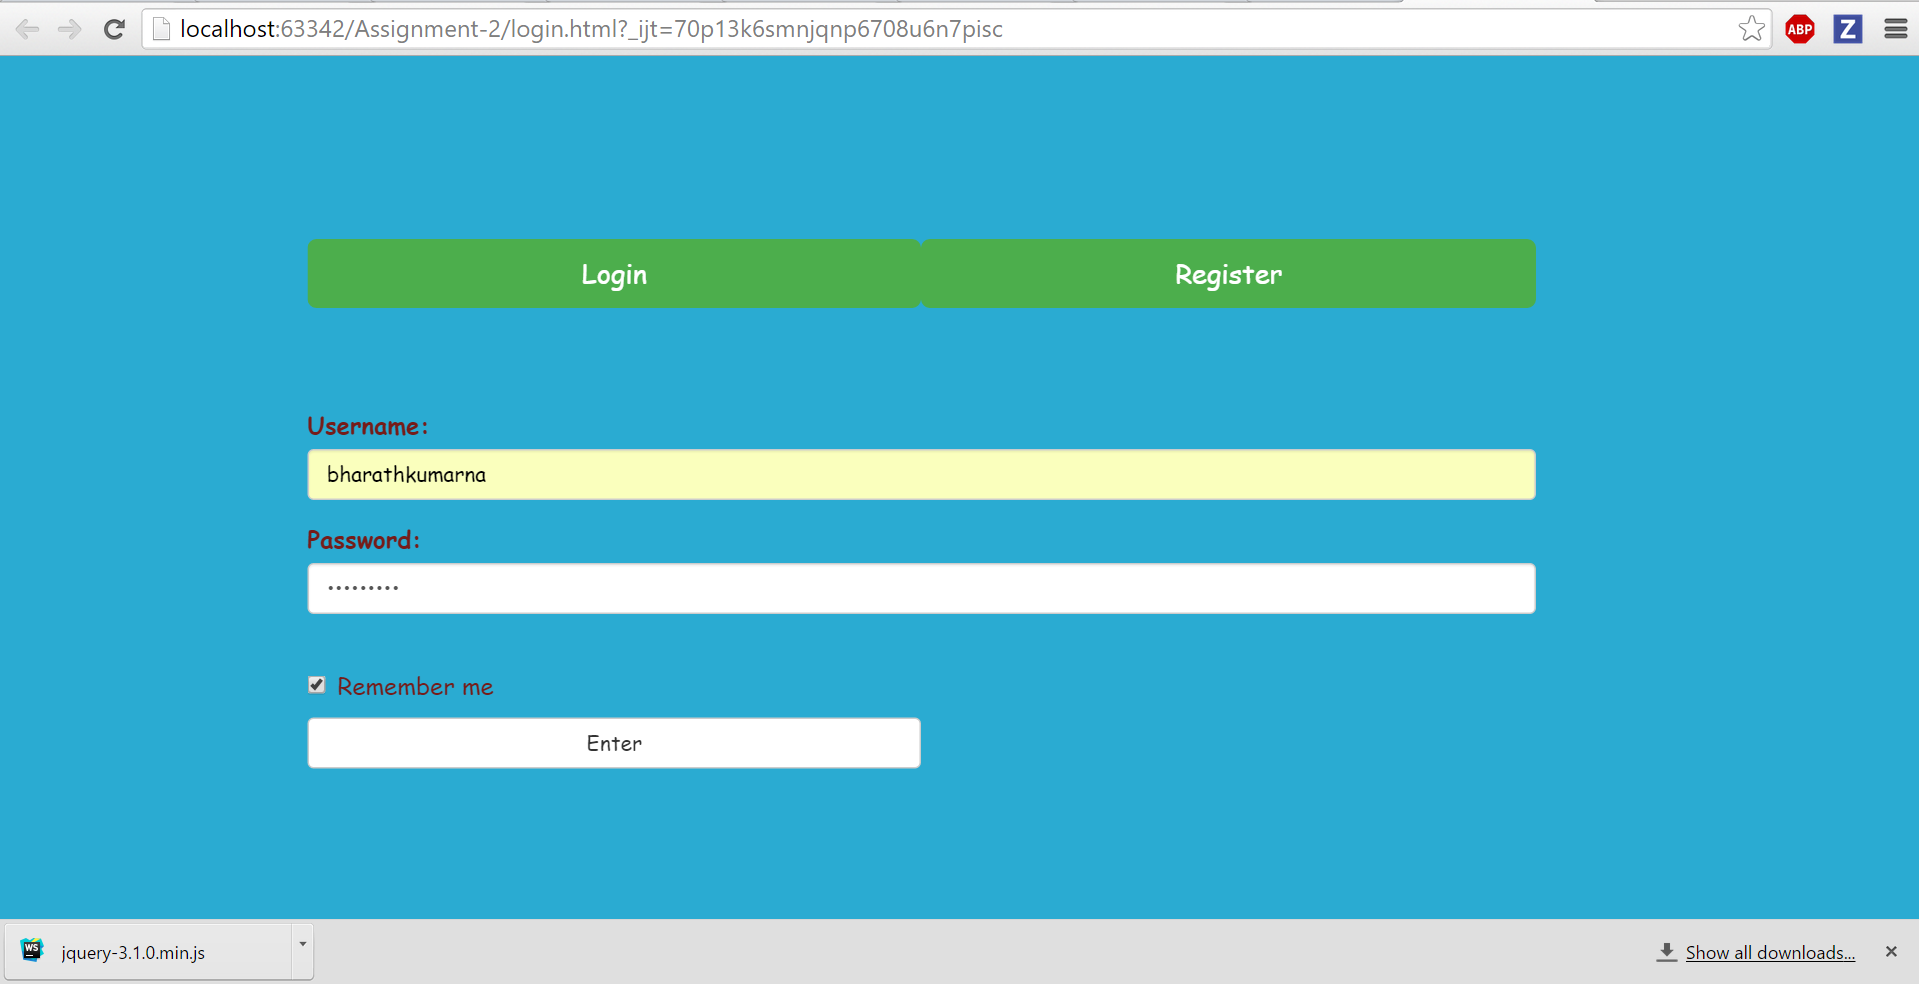 localhost:63342/Assignment-2/login.html?_ijt=70p13k6smnjqnp6708u6n7pisc
ABP
Z
Login Register
Username:
bharathkumarna
Password:
•••••••••
Remember me
Enter
WS
jquery-3.1.0.min.js
Show all downloads...